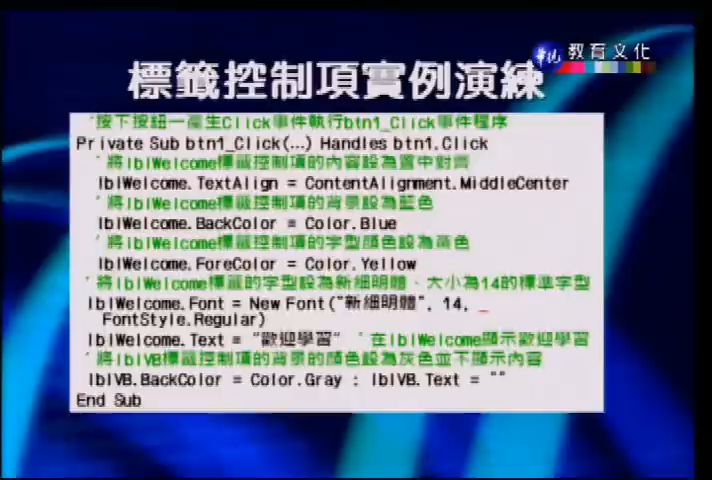 華視 教育文化
標籤控制項實例演練
'按下按鈕一產生Click事件執行btn1_Click事件程序
Private Sub btn1_Click(...) Handles btn1.Click
'將lblWelcome標籤控制項的內容設為置中對齊
lblWelcome.TextAlign = ContentAlignment.MiddleCenter
'將lblWelcome標籤控制項的背景設為藍色
lblWelcome.BackColor = Color.Blue
'將lblWelcome標籤控制項的字型顏色設為黃色
lblWelcome.ForeColor = Color.Yellow
'將lblWelcome標籤的字型設為新細明體、大小為14的標準字型
lblWelcome.Font = New Font("新細明體", 14, _
FontStyle.Regular)
lblWelcome.Text = "歡迎學習" '在lblWelcome顯示歡迎學習
'將lblVB標籤控制項的背景的顏色設為灰色並不顯示內容
lblVB.BackColor = Color.Gray : lblVB.Text = ""
End Sub